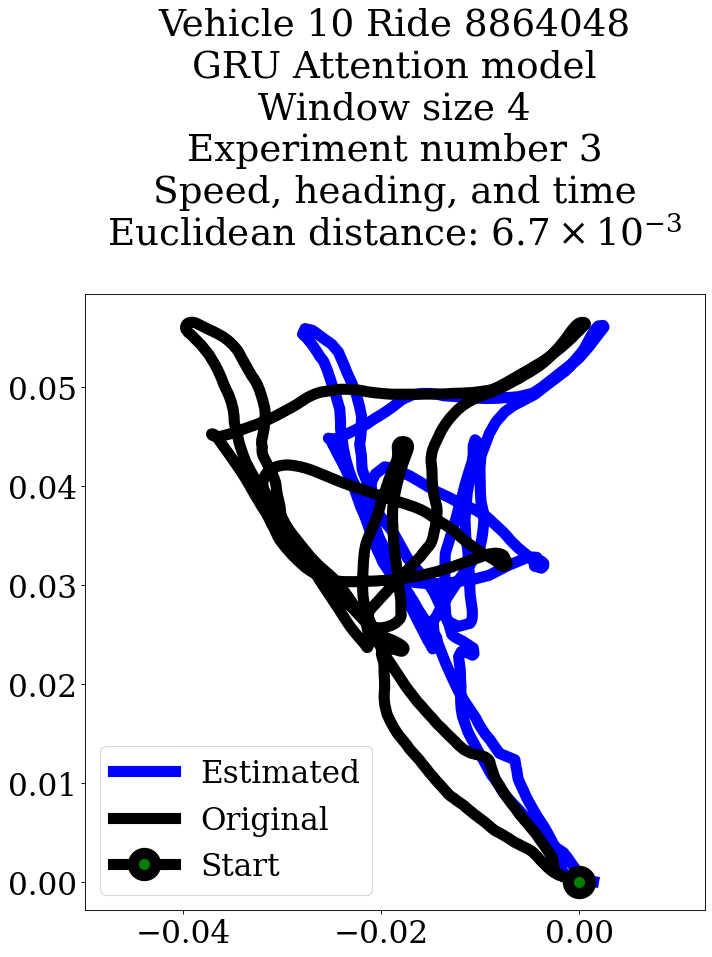 Vehicle 10 Ride 8864048
GRU Attention model
Window size 4
Experiment number 3
Speed, heading, and time
Euclidean distance: 6.7 × 10⁻³
0.05
0.04
0.03
0.02
0.01
0.00
Estimated
Original
Start
−0.04
−0.02
0.00